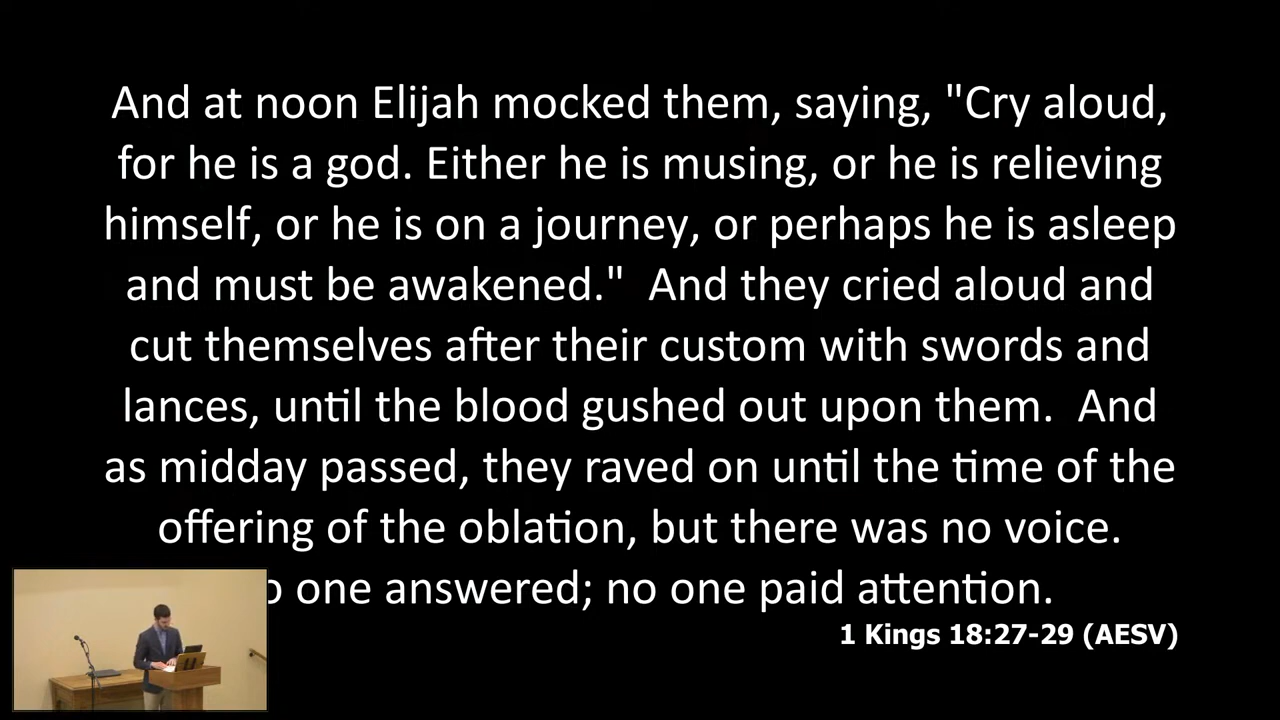 And at noon Elijah mocked them, saying, "Cry aloud,
for he is a god. Either he is musing, or he is relieving
himself, or he is on a journey, or perhaps he is asleep
and must be awakened."  And they cried aloud and
cut themselves after their custom with swords and
lances, until the blood gushed out upon them.  And
as midday passed, they raved on until the time of the
offering of the oblation, but there was no voice.
one answered; no one paid attention.
1 Kings 18:27-29 (AESV)